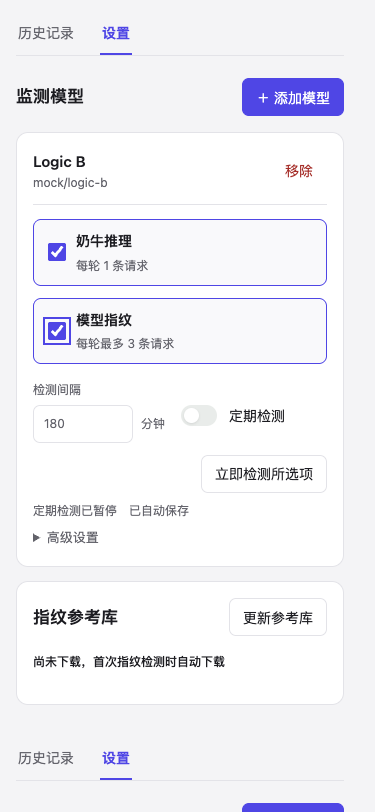 历史记录 设置
监测模型
＋ 添加模型
Logic B
mock/logic-b
移除
奶牛推理
每轮 1 条请求
模型指纹
每轮最多 3 条请求
检测间隔
180 分钟 定期检测
立即检测所选项
定期检测已暂停 已自动保存
高级设置
指纹参考库
更新参考库
尚未下载，首次指纹检测时自动下载
历史记录 设置